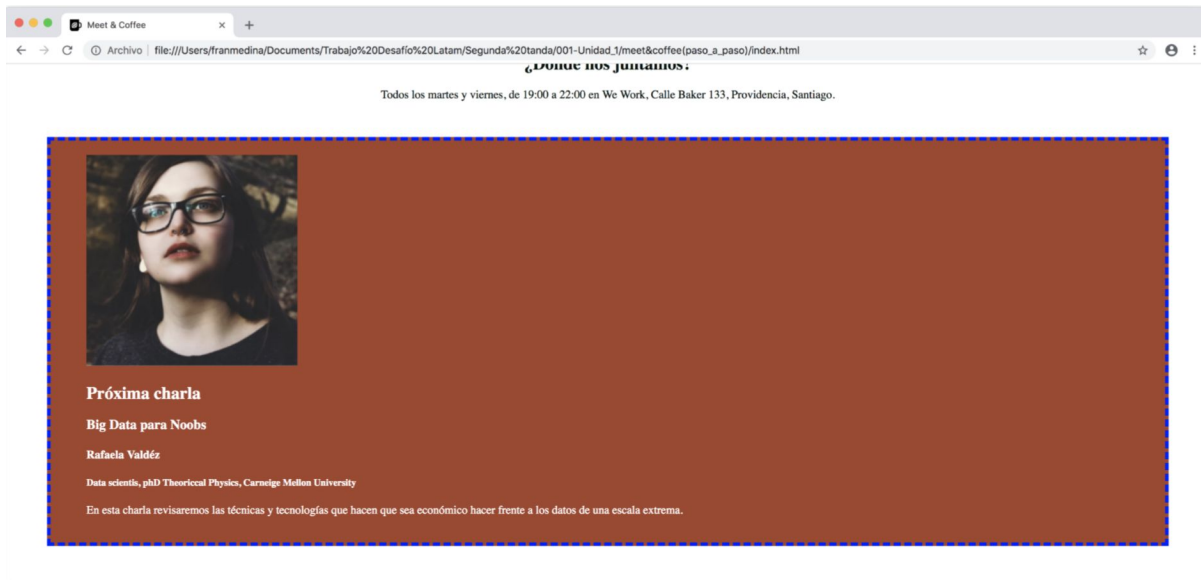 Meet & Coffee
Archivo file:///Users/franmedina/Documents/Trabajo%20Desafío%20Latam/Segunda%20tanda/001-Unidad_1/meet&coffee(paso_a_paso)/index.html
¿Dónde nos juntamos?
Todos los martes y viernes, de 19:00 a 22:00 en We Work, Calle Baker 133, Providencia, Santiago.
Próxima charla
Big Data para Noobs
Rafaela Valdéz
Data scientis, phD Theoriccal Physics, Carneige Mellon University
En esta charla revisaremos las técnicas y tecnologías que hacen que sea económico hacer frente a los datos de una escala extrema.